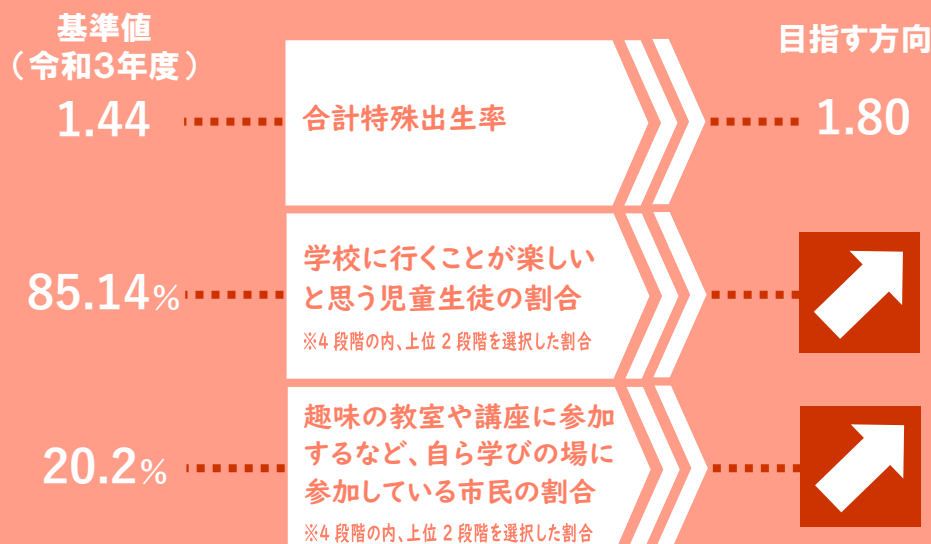 基準値
（令和3年度）
目指す方向
1.44
合計特殊出生率
1.80
85.14%
学校に行くことが楽しい
と思う児童生徒の割合
※4段階の内、上位2段階を選択した割合
20.2%
趣味の教室や講座に参加
するなど、自ら学びの場に
参加している市民の割合
※4段階の内、上位2段階を選択した割合